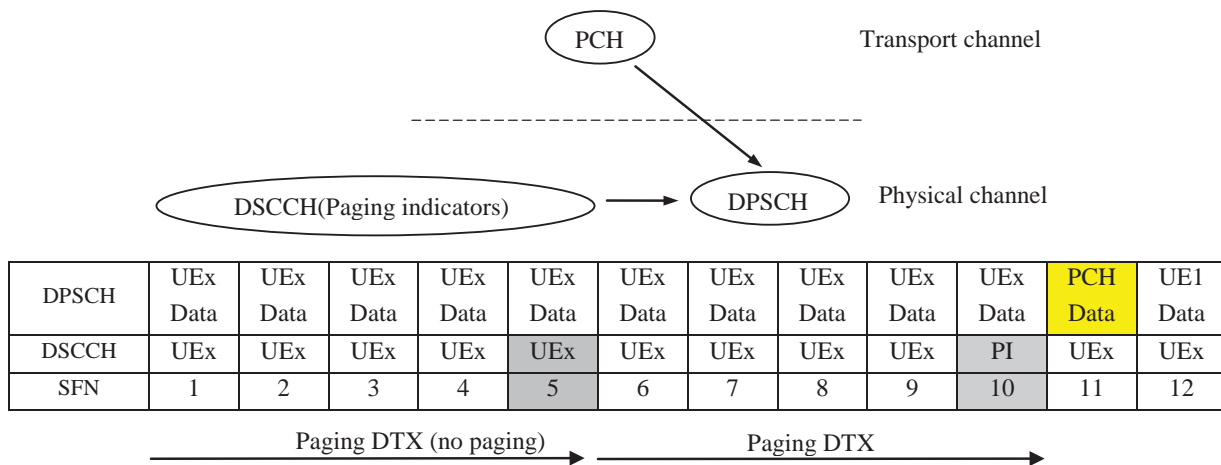 PCH
Transport channel
DSCCH(Paging indicators)
DPSCH
Physical channel
DPSCH UEx Data UEx Data UEx Data UEx Data UEx Data UEx Data UEx Data UEx Data UEx Data UEx Data PCH Data UE1 Data
DSCCH UEx UEx UEx UEx UEx UEx UEx UEx UEx PI UEx UEx
SFN 1 2 3 4 5 6 7 8 9 10 11 12
Paging DTX (no paging)
Paging DTX